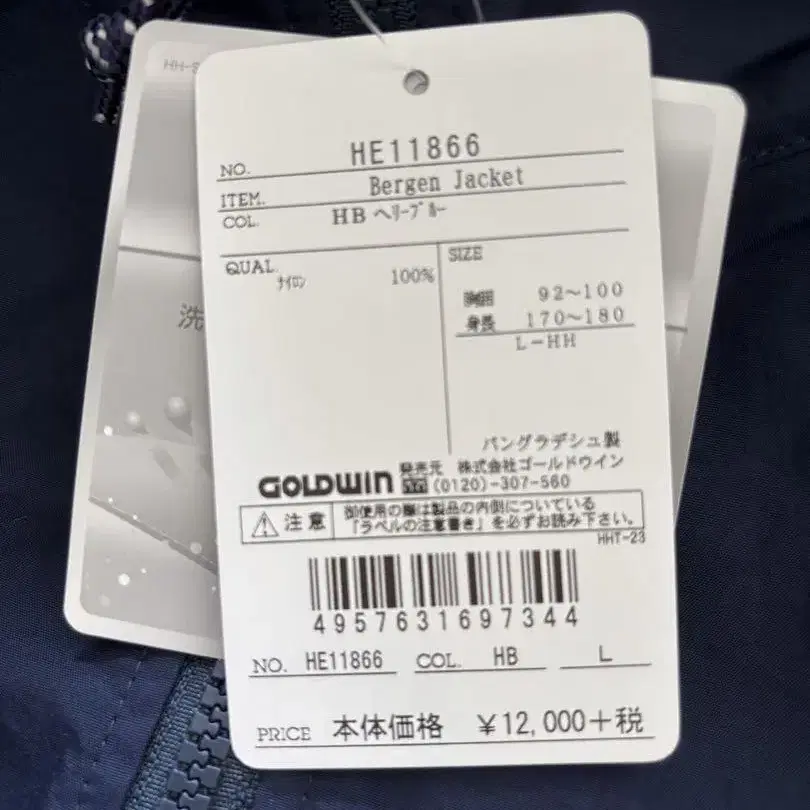 HH-S
洗
NO. HE11866
ITEM. Bergen Jacket
COL. HB ヘリーブルー
QUAL.
ナイロン 100%
SIZE
胸囲 92～100
身長 170～180
L-HH
バングラデシュ製
GOLDWIN 発売元 株式会社ゴールドウイン
(0120)-307-560
注意 御使用の際は製品の内側についている
「ラベルの注意書き」を必ずお読み下さい。
HHT-23
4957631697344
NO. HE11866 COL. HB L
PRICE 本体価格 ¥12,000+税